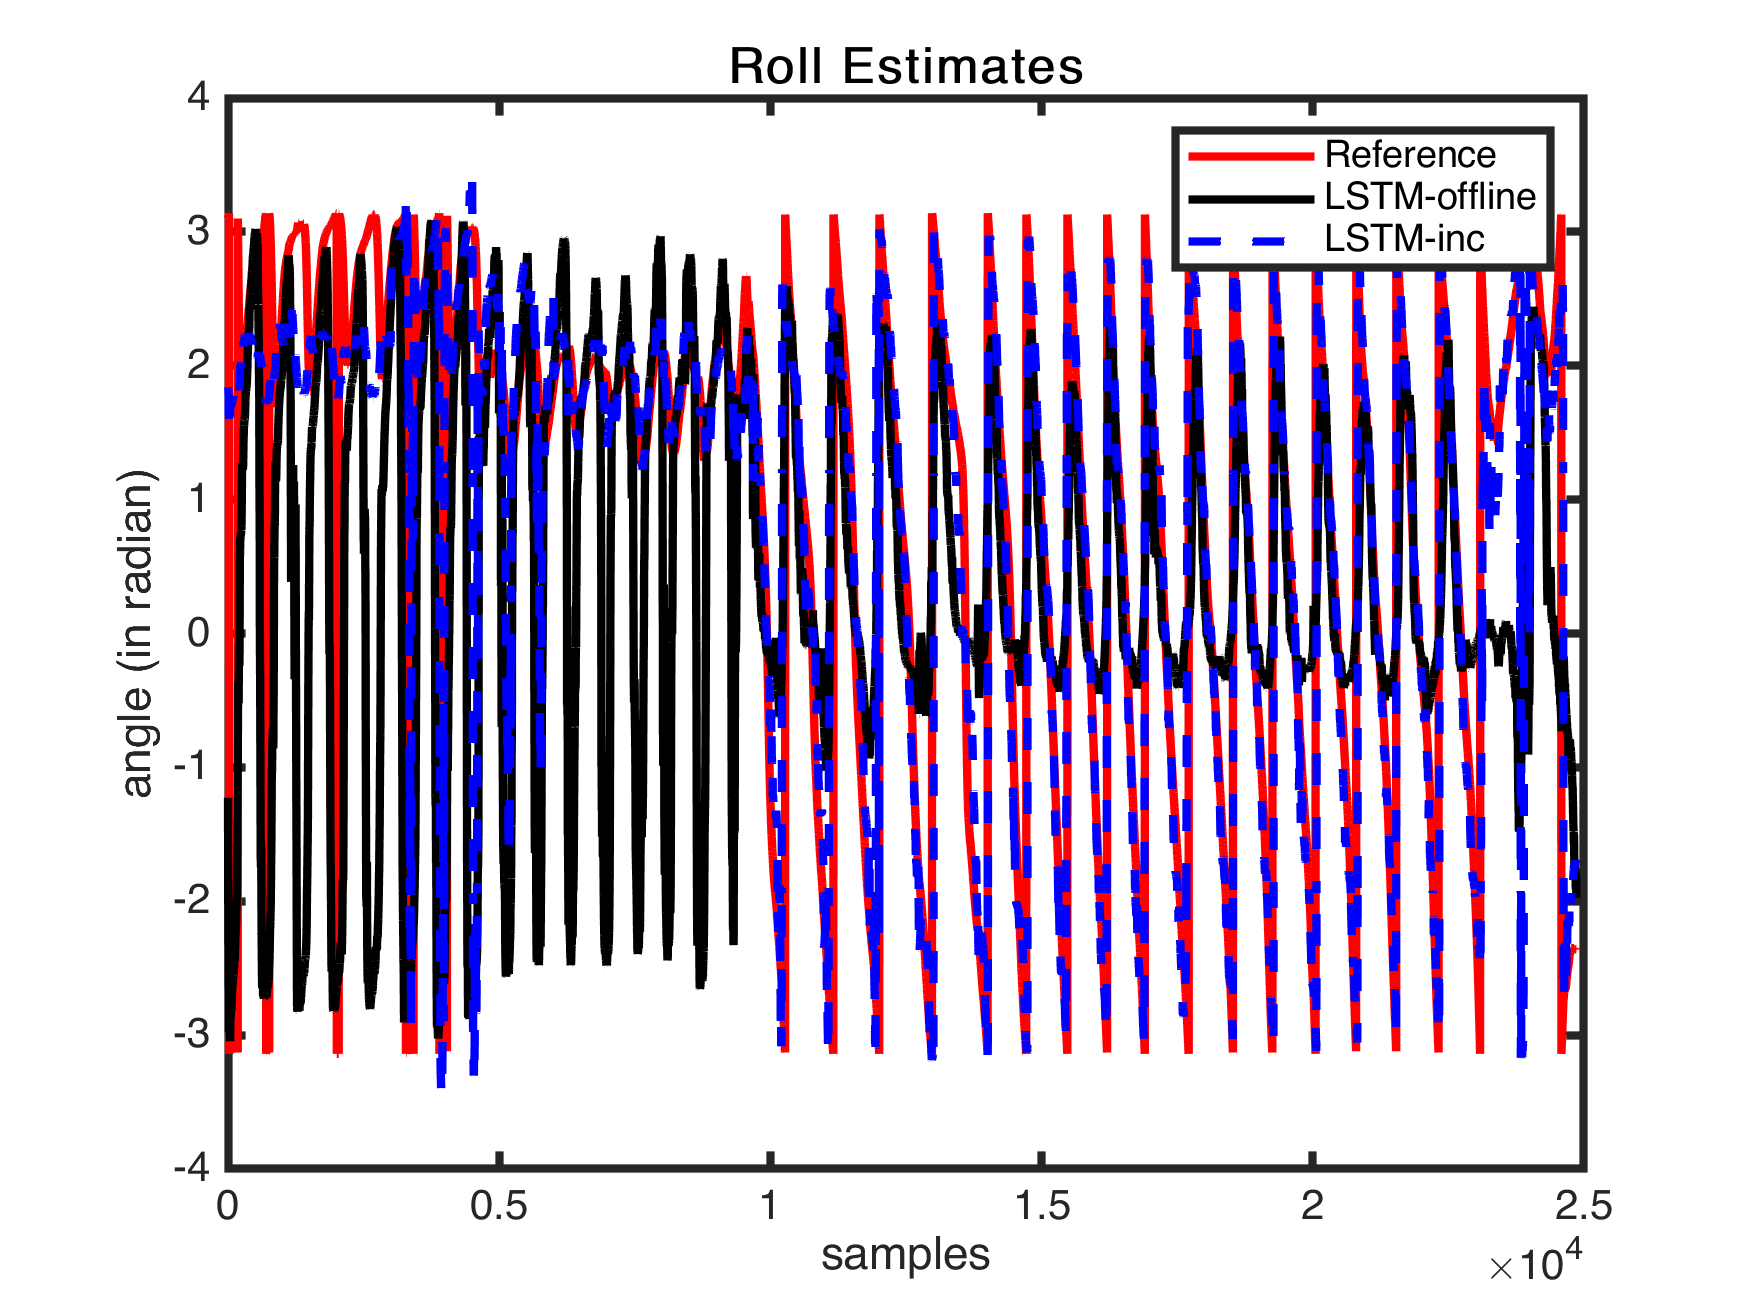 Roll Estimates
4
3
2
1
0
-1
-2
-3
-4
angle (in radian)
Reference
LSTM-offline
LSTM-inc
0
0.5
1
1.5
2
2.5
samples
×10^4